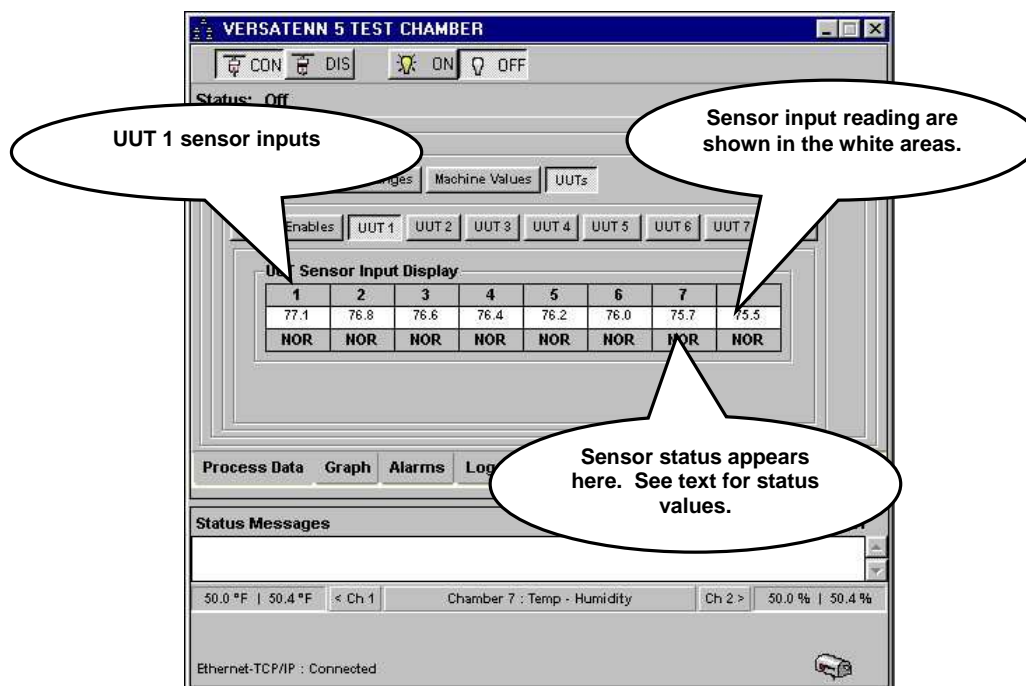 VERSATENN 5 TEST CHAMBER
CON DIS ON OFF
Status: Off
UUT 1 sensor inputs
Sensor input reading are
shown in the white areas.
Machine Values UUTs
Enables UUT 1 UUT 2 UUT 3 UUT 4 UUT 5 UUT 6 UUT 7
UUT Sensor Input Display
1 2 3 4 5 6 7
77.1 76.8 76.6 76.4 76.2 76.0 75.7 75.5
NOR NOR NOR NOR NOR NOR NOR NOR
Sensor status appears
here. See text for status
values.
Process Data Graph Alarms
Status Messages
50.0 °F | 50.4 °F < Ch 1 Chamber 7 : Temp - Humidity Ch 2 > 50.0 % | 50.4 %
Ethernet-TCP/IP : Connected